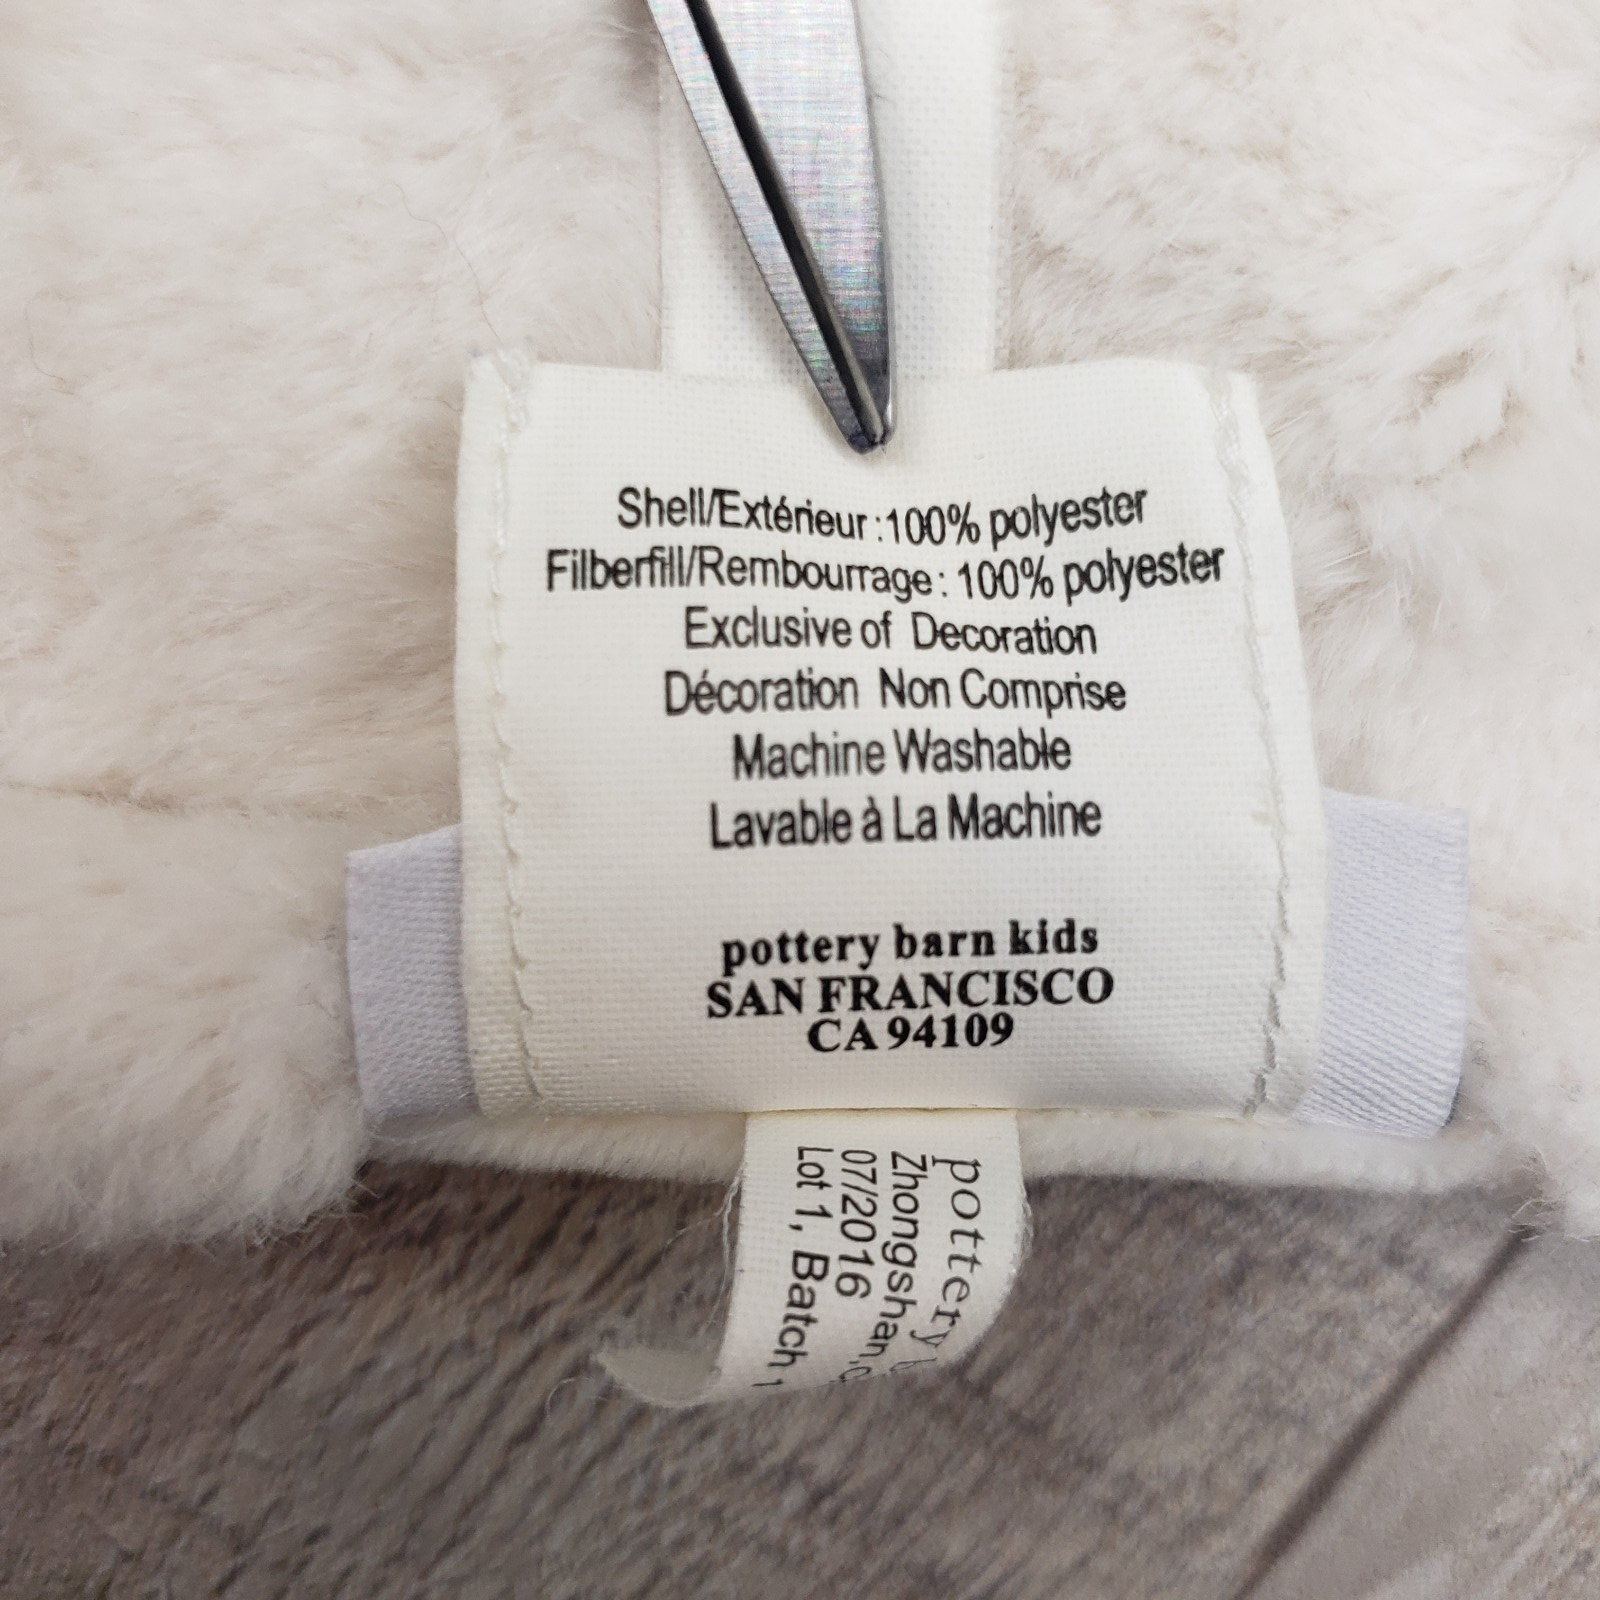 Shell/Extérieur :100% polyester
Filberfill/Rembourrage : 100% polyester
Exclusive of Decoration
Décoration Non Comprise
Machine Washable
Lavable à La Machine
pottery barn kids
SAN FRANCISCO
CA 94109
pottery
Zhongshan,
07/2016
Lot 1, Batch 1